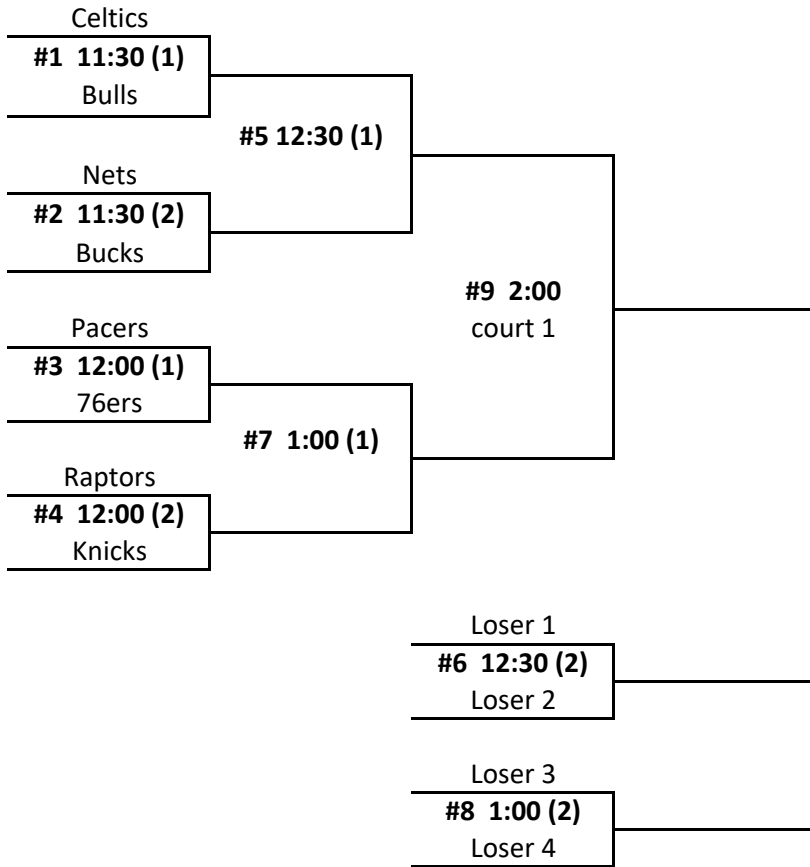 Celtics
#1 11:30 (1)
Bulls
#5 12:30 (1)
Nets
#2 11:30 (2)
Bucks
#9 2:00
court 1
Pacers
#3 12:00 (1)
76ers
#7 1:00 (1)
Raptors
#4 12:00 (2)
Knicks
Loser 1
#6 12:30 (2)
Loser 2
Loser 3
#8 1:00 (2)
Loser 4